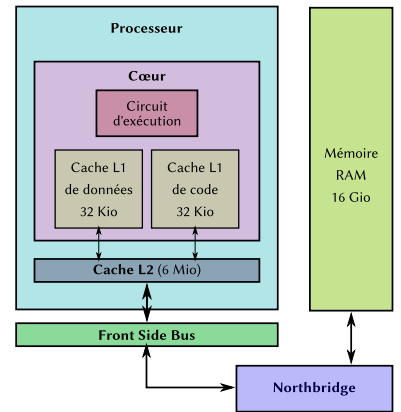 Processeur
Cœur
Circuit
d'exécution
Cache L1
de données
32 Kio
Cache L1
de code
32 Kio
Cache L2 (6 Mio)
Front Side Bus
Mémoire
RAM
16 Gio
Northbridge